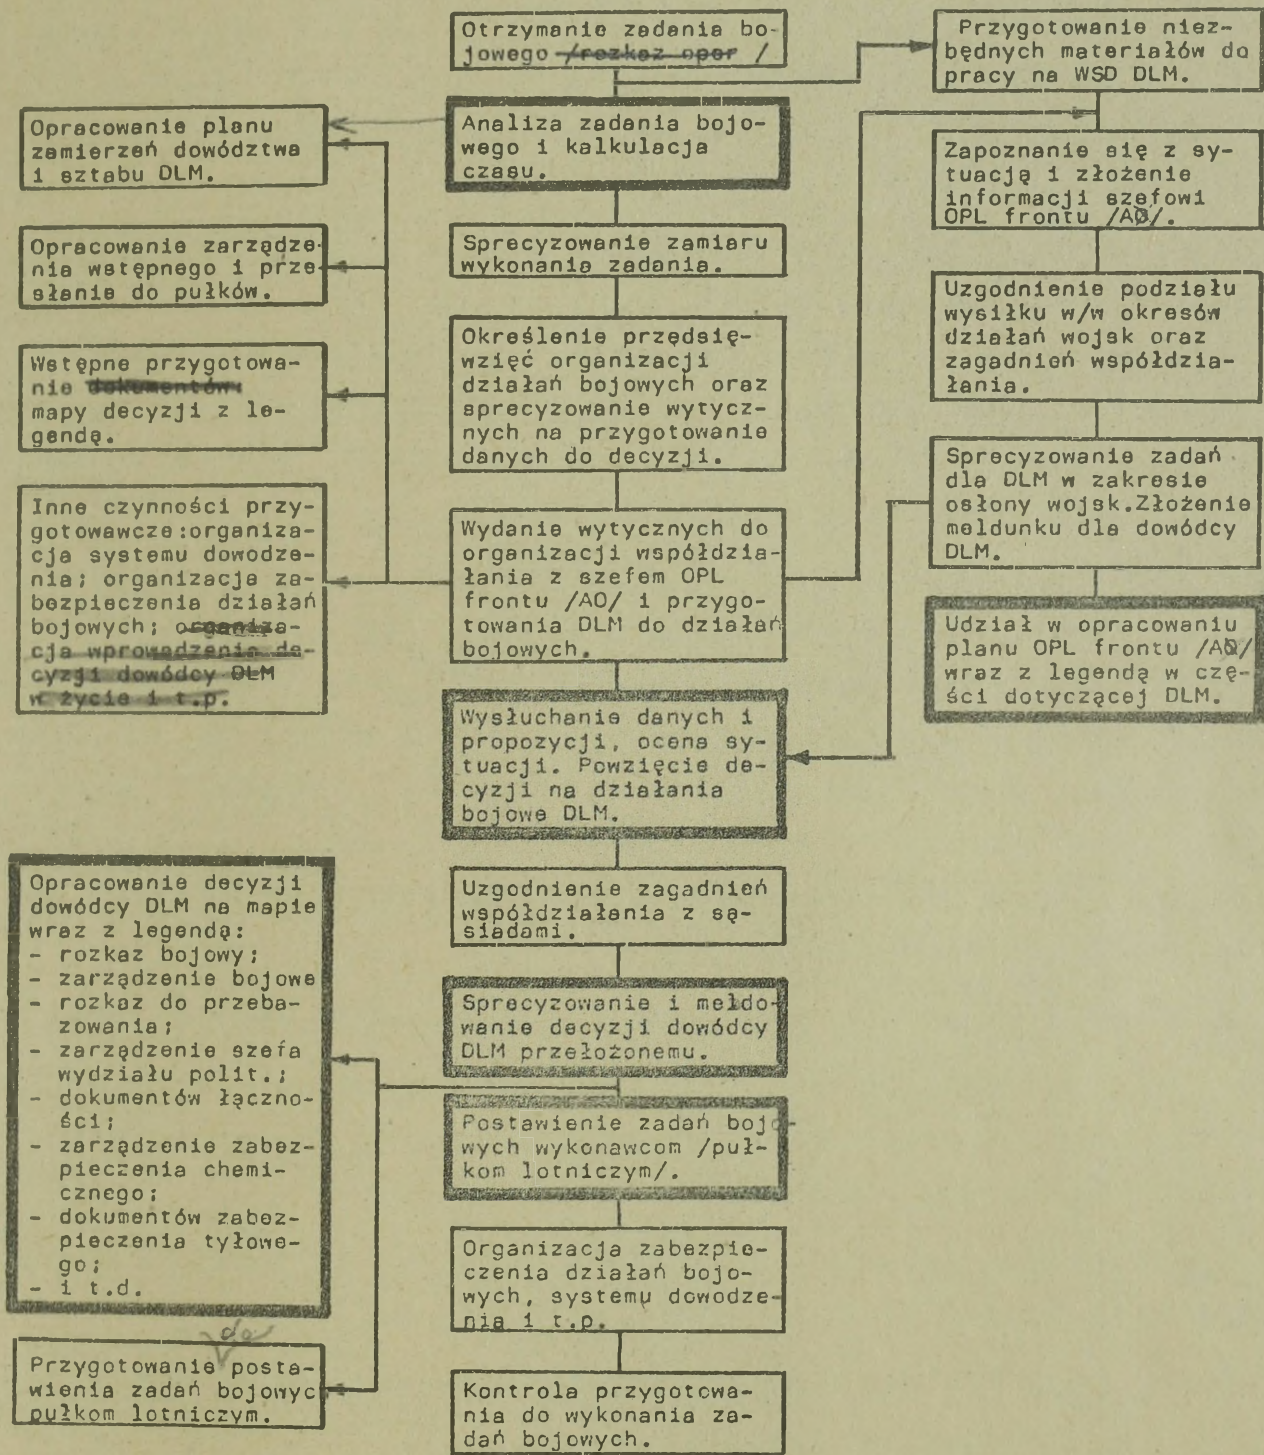 Otrzymanie zadania bo-
jowego /rozkaz oper /
Analiza zadania bojo-
wego i kalkulacja
czasu.
Sprecyzowanie zamiaru
wykonania zadania.
Określenie przędsię-
wzięć organizacji
działań bojowych oraz
sprecyzowanie wytycz-
nych na przygotowanie
danych do decyzji.
Wydanie wytycznych do
organizacji współdzia-
łania z szefem OPL
frontu /AO/ i przygo-
towania DLM do działań
bojowych.
Wysłuchanie danych i
propozycji, ocena sy-
tuacji. Powzięcie de-
cyzji na działania
bojowe DLM.
Uzgodnienie zagadnień
współdziałania z są-
siadami.
Sprecyzowanie i meldo-
wanie decyzji dowódcy
DLM przełożonemu.
Postawienie zadań bojo-
wych wykonawcom /puł-
kom lotniczym/.
Organizacja zabezpie-
czenia działań bojo-
wych, systemu dowodze-
nia i t.p.
Kontrola przygotowa-
nia do wykonania za-
dań bojowych.
Opracowanie planu
zamierzeń dowództwa
i sztabu DLM.
Opracowanie zarządze-
nia wstępnego i prze-
słanie do pułków.
Wstępne przygotowa-
nie dokumentów:
mapy decyzji z le-
gendą.
Inne czynności przy-
gotowawcze:organiza-
cja systemu dowodze-
nia; organizacja za-
bezpieczenia działań
bojowych; organiza-
cja wprowadzenia de-
cyzji dowódcy DLM
w życie i t.p.
Opracowanie decyzji
dowódcy DLM na mapie
wraz z legendą:
- rozkaz bojowy;
- zarządzenie bojowe
- rozkaz do przeba-
zowania;
- zarządzenie szefa
wydziału polit.;
- dokumentów łączno-
ści;
- zarządzenie zabez-
pieczenia chemi-
cznego;
- dokumentów zabez-
pieczenia tyłowe-
go;
- i t.d.
do
Przygotowanie posta-
wienia zadań bojowyc
pułkom lotniczym.
Przygotowanie niez-
będnych materiałów do
pracy na WSD DLM.
Zapoznanie się z sy-
tuacją i złożenie
informacji szefowi
OPL frontu /AO/.
Uzgodnienie podziału
wysiłku w/w okresów
działań wojsk oraz
zagadnień współdzia-
łania.
Sprecyzowanie zadań
dla DLM w zakresie
osłony wojsk.Złożenie
meldunku dla dowódcy
DLM.
Udział w opracowaniu
planu OPL frontu /AO/
wraz z legendą w czę-
ści dotyczącej DLM.